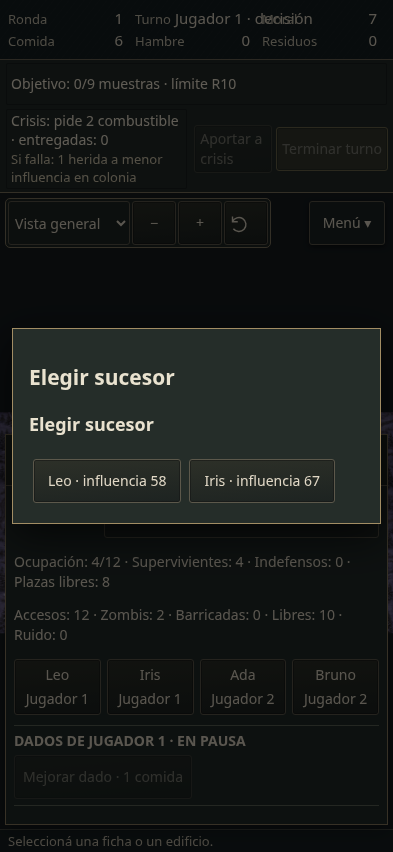 Ronda 1 Turno Jugador 1 · decisión 7
Comida 6 Hambre 0 Residuos 0
Objetivo: 0/9 muestras · límite R10
Crisis: pide 2 combustible
· entregadas: 0
Si falla: 1 herida a menor
influencia en colonia
Aportar a
crisis
Terminar turno
Vista general
−
+
Menú ▾
Elegir sucesor
Elegir sucesor
Leo · influencia 58
Iris · influencia 67
Ocupación: 4/12 · Supervivientes: 4 · Indefensos: 0 ·
Plazas libres: 8
Accesos: 12 · Zombis: 2 · Barricadas: 0 · Libres: 10 ·
Ruido: 0
Leo Iris Ada Bruno
Jugador 1 Jugador 1 Jugador 2 Jugador 2
DADOS DE JUGADOR 1 · EN PAUSA
Mejorar dado · 1 comida
Seleccioná una ficha o un edificio.